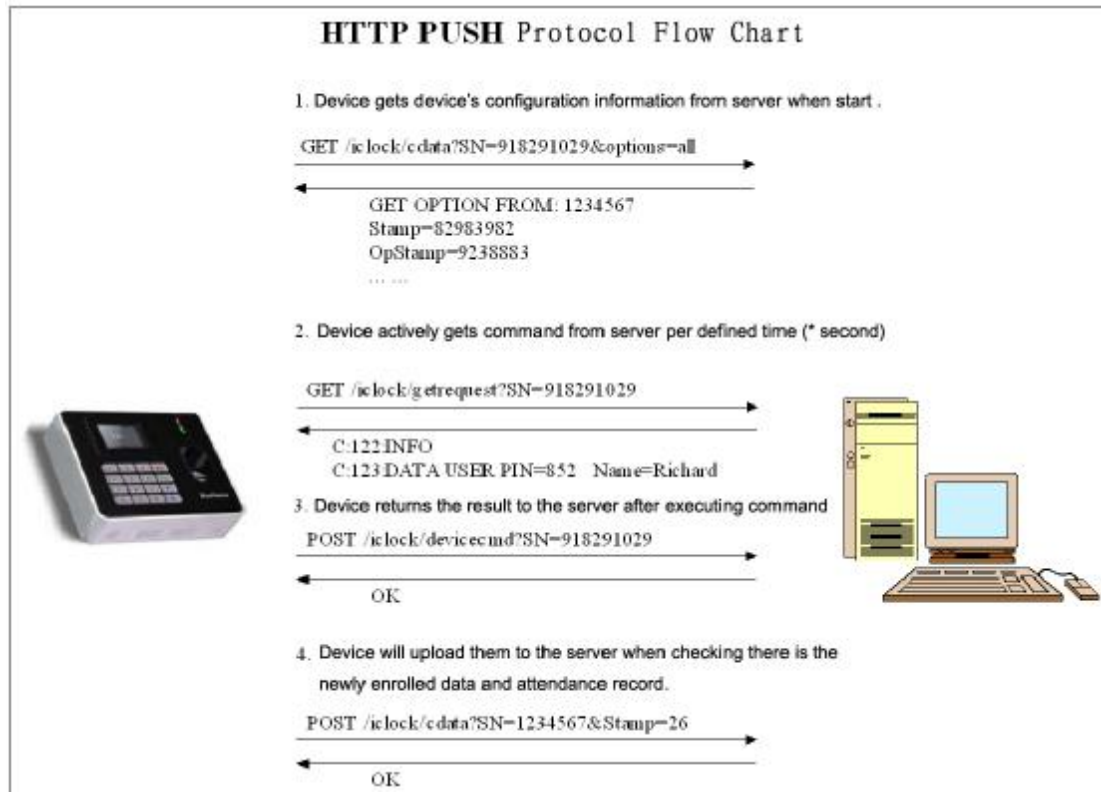 HTTP PUSH Protocol Flow Chart
1. Device gets device's configuration information from server when start .
GET /iclock/cdata?SN=918291029&options=all
GET OPTION FROM: 1234567
Stamp=82983982
OpStamp=9238883
... ...
2. Device actively gets command from server per defined time (* second)
GET /iclock/getrequest?SN=918291029
C:122:INFO
C:123:DATA USER PIN=852 Name=Richard
3. Device returns the result to the server after executing command
POST /iclock/devicecmd?SN=918291029
OK
4. Device will upload them to the server when checking there is the
newly enrolled data and attendance record.
POST /iclock/cdata?SN=1234567&Stamp=26
OK